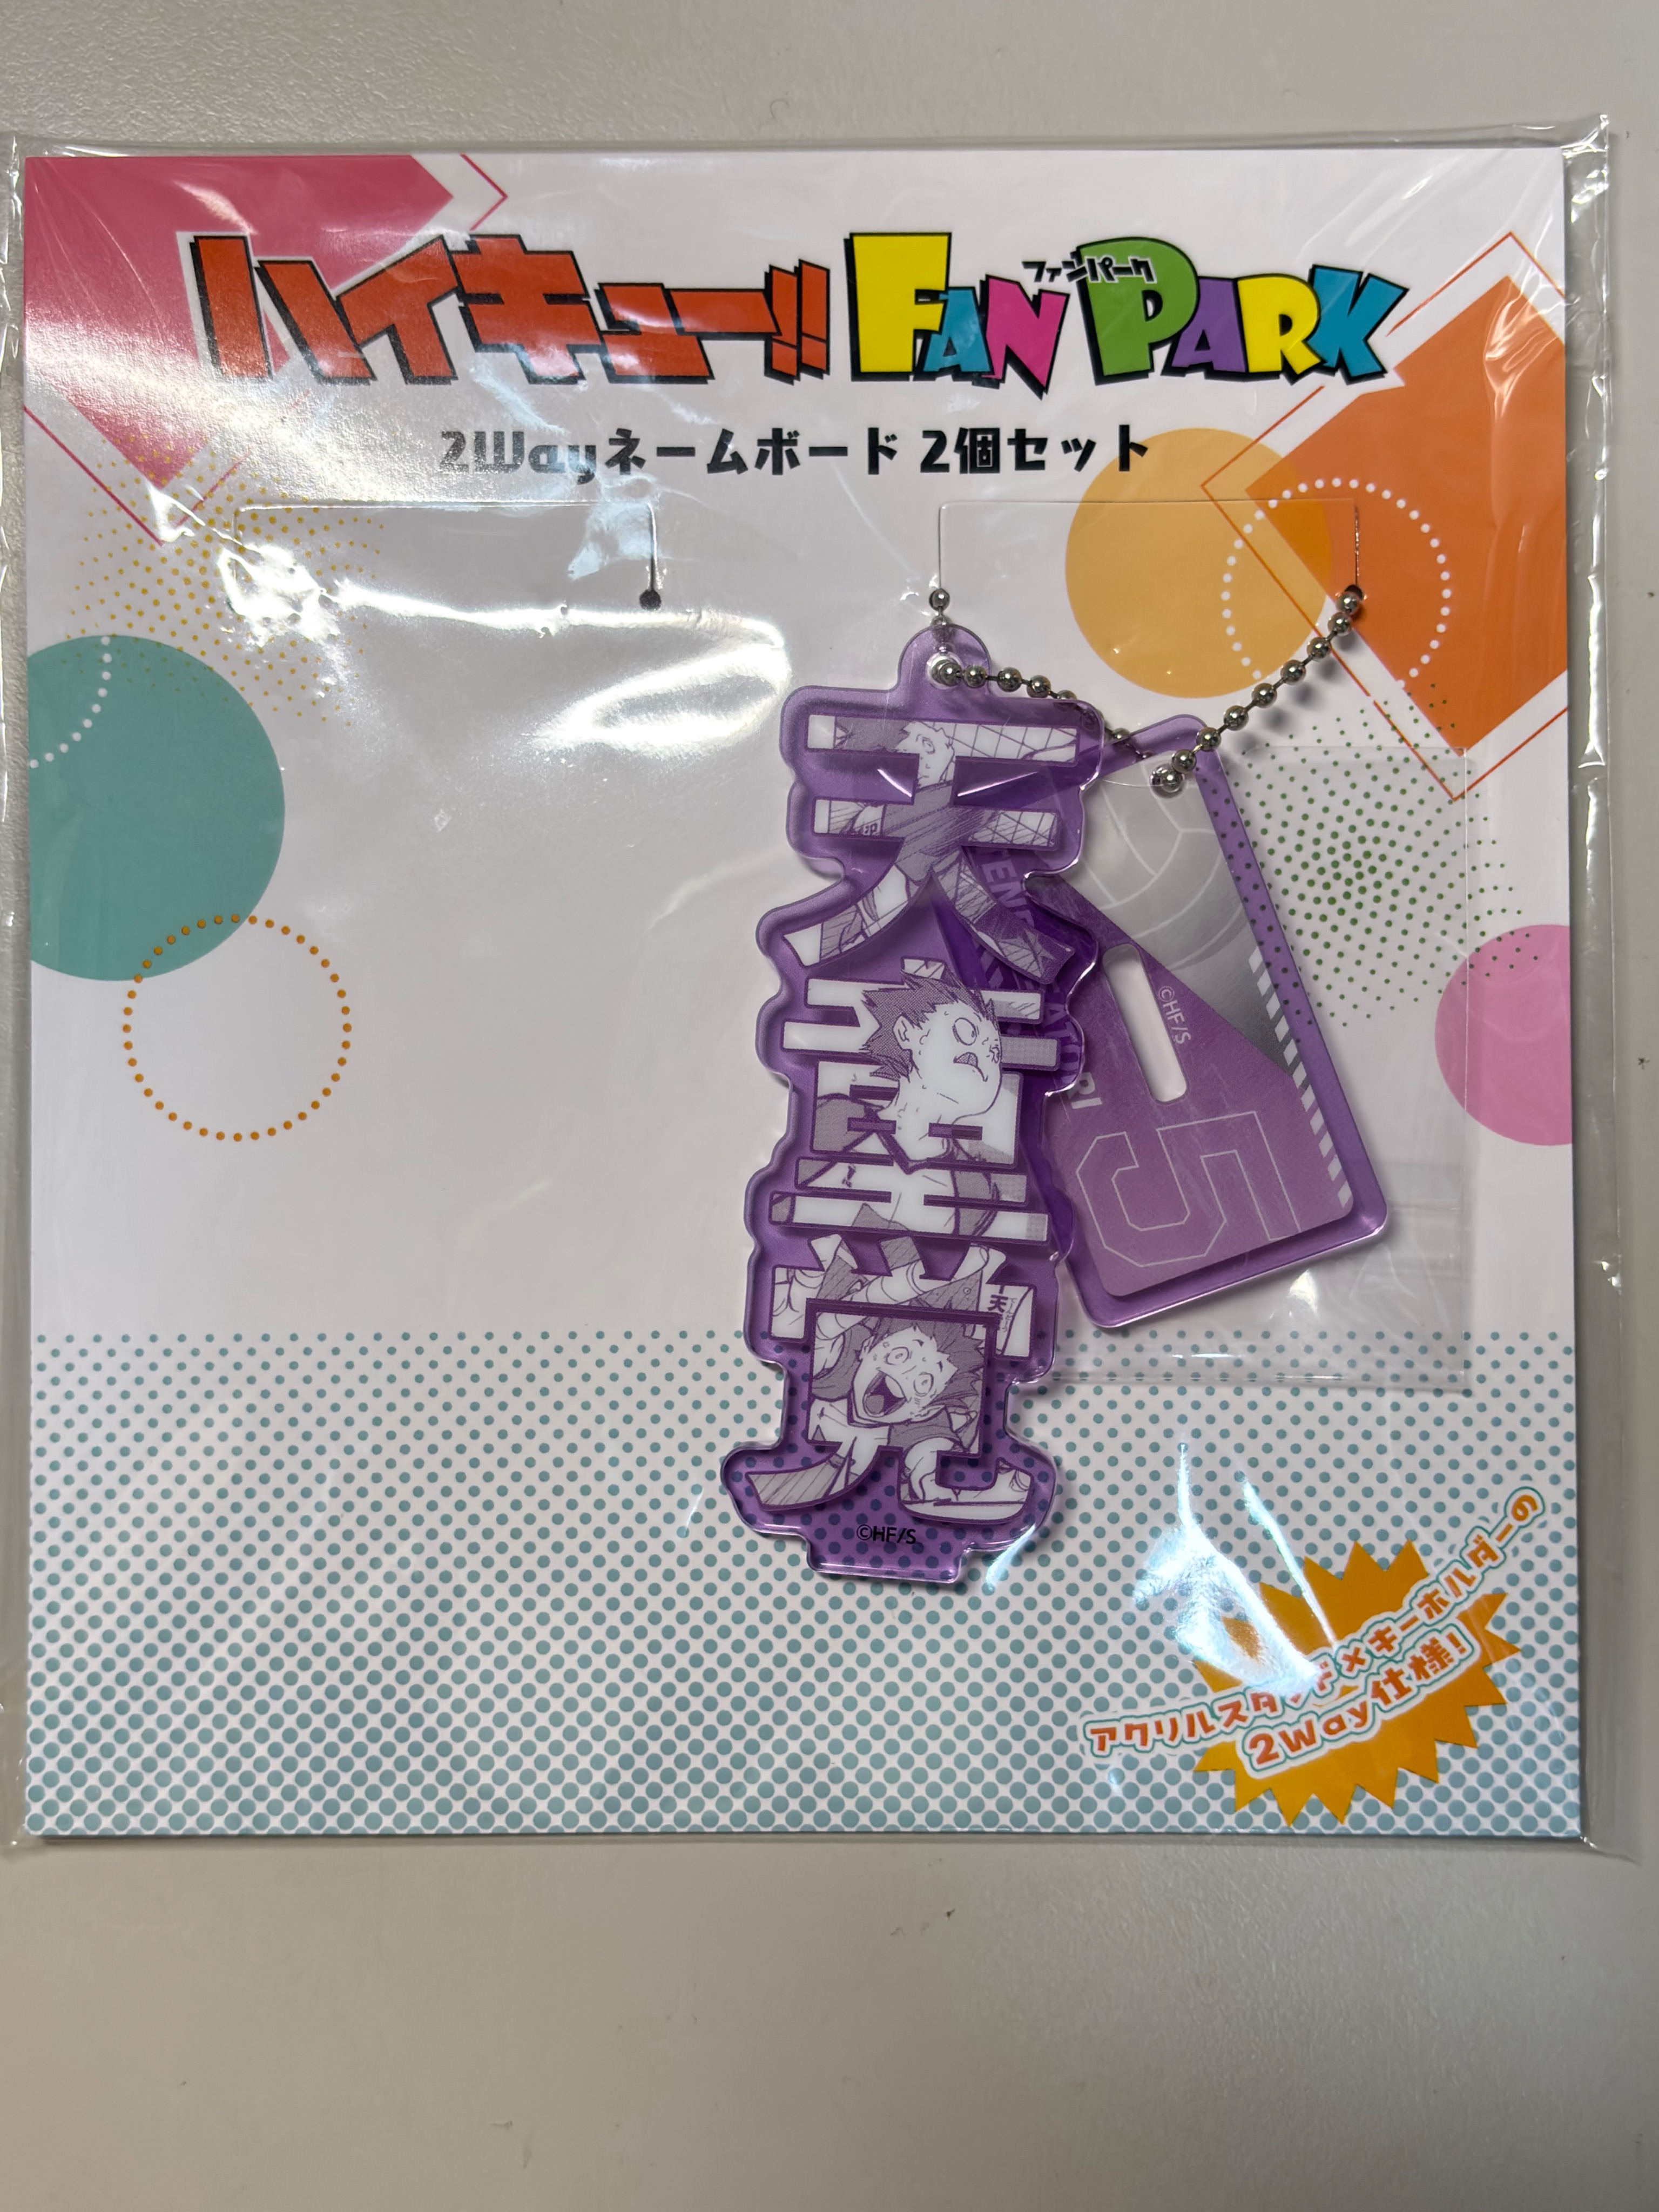 ハイキュー!! FAN PARK
ファンパーク
2Wayネームボード 2個セット
天童覚
TENDO
SATORI
5
©HF/S
天
©HF/S
アクリルスタンド×キーホルダーの
2Way仕様!